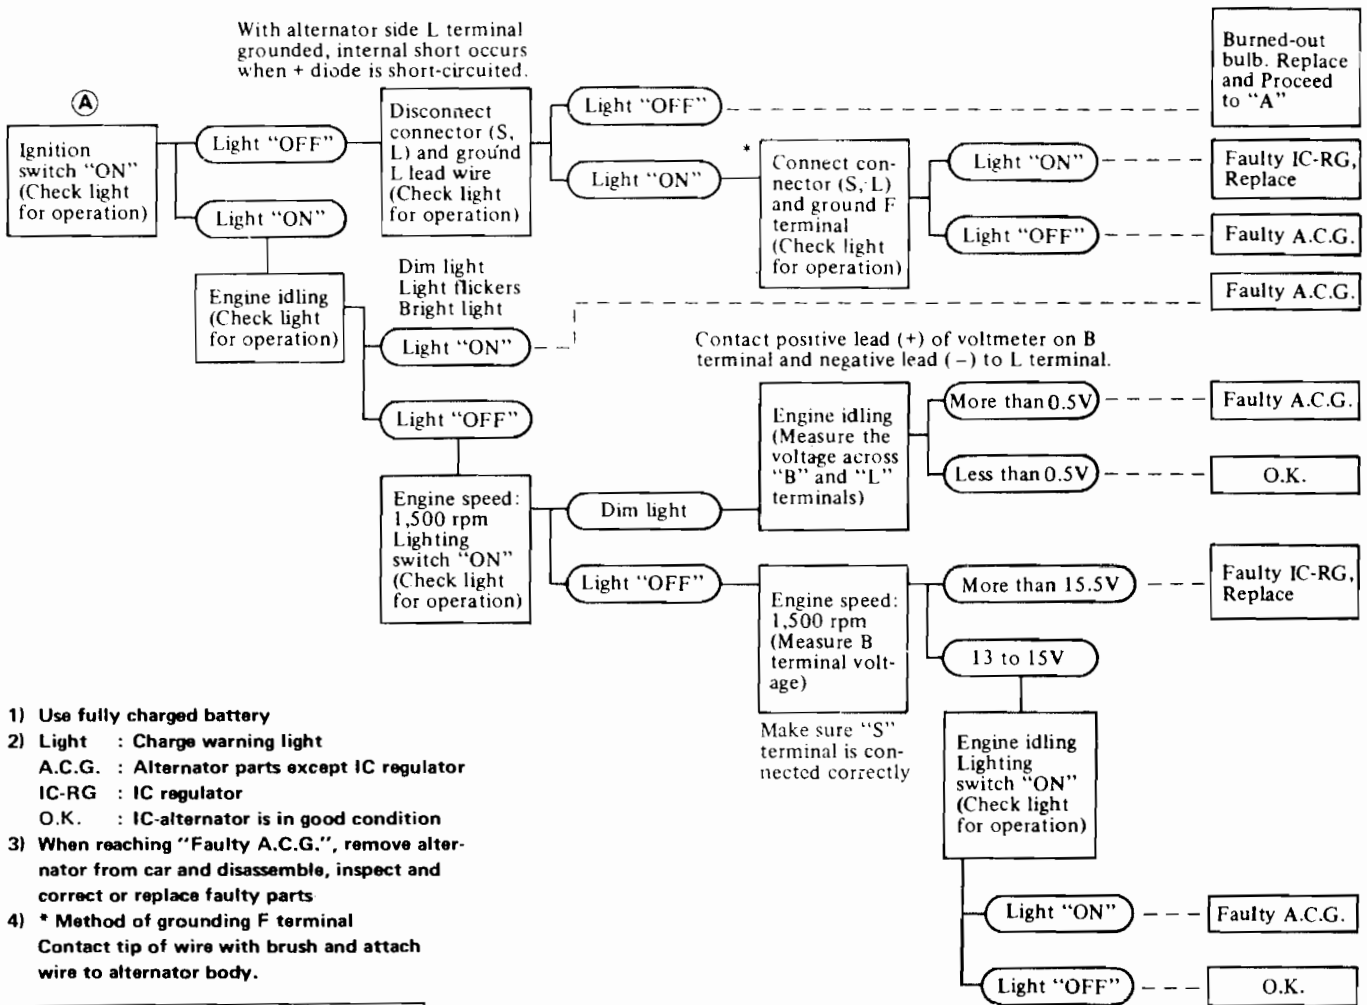 With alternator side L terminal
grounded, internal short occurs
when + diode is short-circuited.
A
Ignition
switch “ON”
(Check light
for operation)
Light “OFF”
Light “ON”
Disconnect
connector (S,
L) and ground
L lead wire
(Check light
for operation)
Light “OFF”
Light “ON”
Burned-out
bulb. Replace
and Proceed
to “A”
*
Connect con-
nector (S, L)
and ground F
terminal
(Check light
for operation)
Light “ON”
Faulty IC-RG,
Replace
Light “OFF”
Faulty A.C.G.
Engine idling
(Check light
for operation)
Dim light
Light flickers
Bright light
Light “ON”
Faulty A.C.G.
Light “OFF”
Contact positive lead (+) of voltmeter on B
terminal and negative lead (−) to L terminal.
Engine speed:
1,500 rpm
Lighting
switch “ON”
(Check light
for operation)
Dim light
Light “OFF”
Engine idling
(Measure the
voltage across
“B” and “L”
terminals)
More than 0.5V
Faulty A.C.G.
Less than 0.5V
O.K.
Engine speed:
1,500 rpm
(Measure B
terminal volt-
age)
Make sure “S”
terminal is con-
nected correctly
More than 15.5V
Faulty IC-RG,
Replace
13 to 15V
Engine idling
Lighting
switch “ON”
(Check light
for operation)
Light “ON”
Faulty A.C.G.
Light “OFF”
O.K.
1) Use fully charged battery
2) Light : Charge warning light
A.C.G. : Alternator parts except IC regulator
IC-RG : IC regulator
O.K. : IC-alternator is in good condition
3) When reaching “Faulty A.C.G.”, remove alter-
nator from car and disassemble, inspect and
correct or replace faulty parts
4) * Method of grounding F terminal
Contact tip of wire with brush and attach
wire to alternator body.